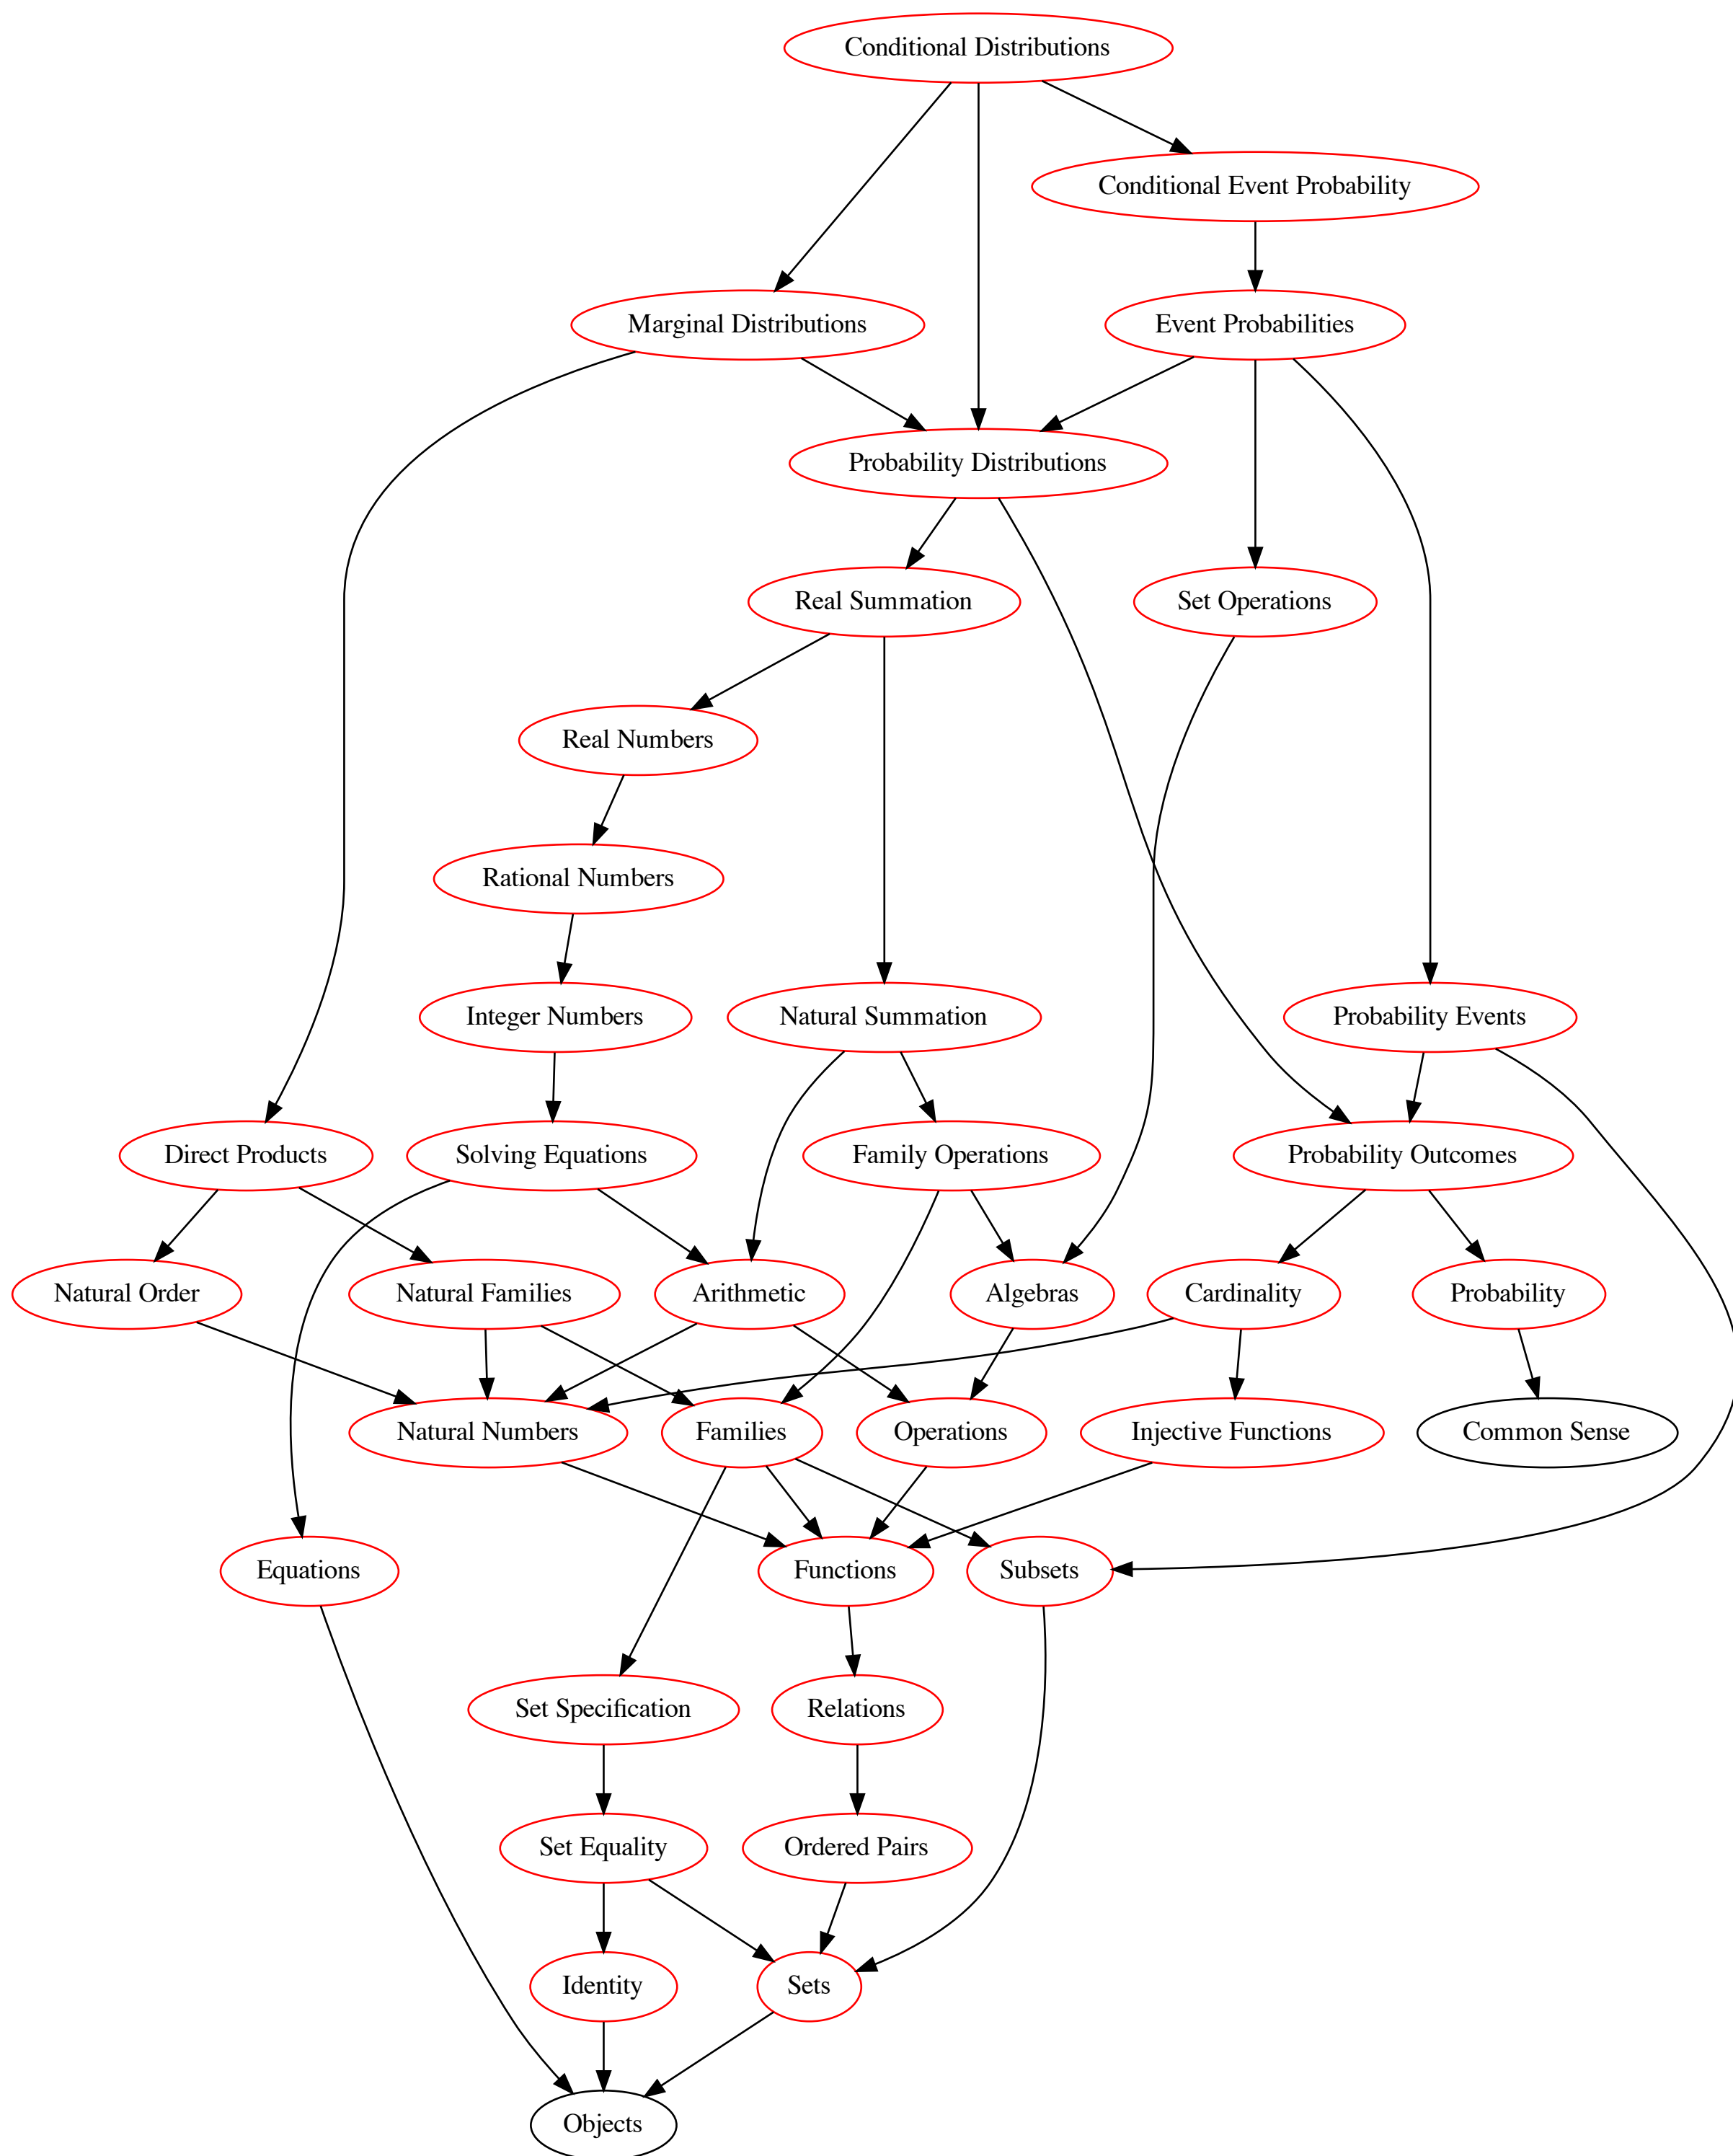 Conditional Distributions
Conditional Event Probability
Marginal Distributions
Event Probabilities
Probability Distributions
Real Summation
Set Operations
Real Numbers
Rational Numbers
Integer Numbers
Natural Summation
Probability Events
Direct Products
Solving Equations
Family Operations
Probability Outcomes
Natural Order
Natural Families
Arithmetic
Algebras
Cardinality
Probability
Natural Numbers
Families
Operations
Injective Functions
Common Sense
Equations
Functions
Subsets
Set Specification
Relations
Set Equality
Ordered Pairs
Identity
Sets
Objects